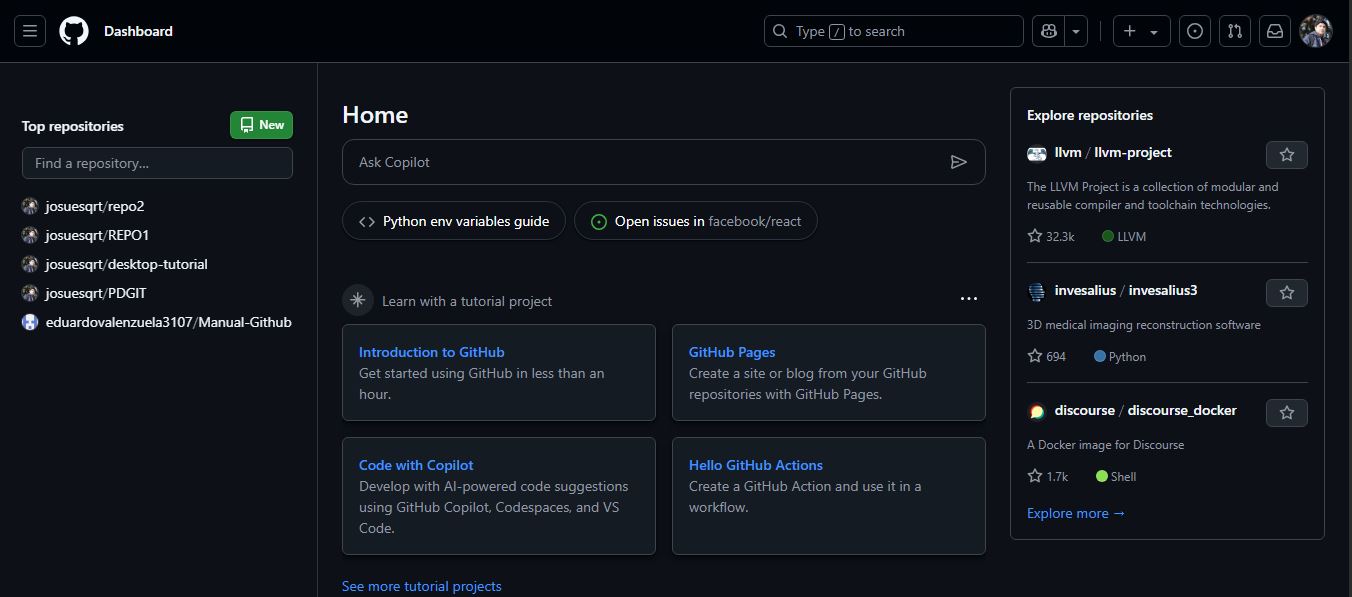 Dashboard
Type / to search
Top repositories
New
Find a repository...
josuesqrt/repo2
josuesqrt/REPO1
josuesqrt/desktop-tutorial
josuesqrt/PDGIT
eduardovalenzuela3107/Manual-Github
Home
Ask Copilot
Python env variables guide
Open issues in facebook/react
Learn with a tutorial project
Introduction to GitHub
Get started using GitHub in less than an
hour.
GitHub Pages
Create a site or blog from your GitHub
repositories with GitHub Pages.
Code with Copilot
Develop with AI-powered code suggestions
using GitHub Copilot, Codespaces, and VS
Code.
Hello GitHub Actions
Create a GitHub Action and use it in a
workflow.
See more tutorial projects
Explore repositories
llvm / llvm-project
The LLVM Project is a collection of modular and
reusable compiler and toolchain technologies.
32.3k LLVM
invesalius / invesalius3
3D medical imaging reconstruction software
694 Python
discourse / discourse_docker
A Docker image for Discourse
1.7k Shell
Explore more →